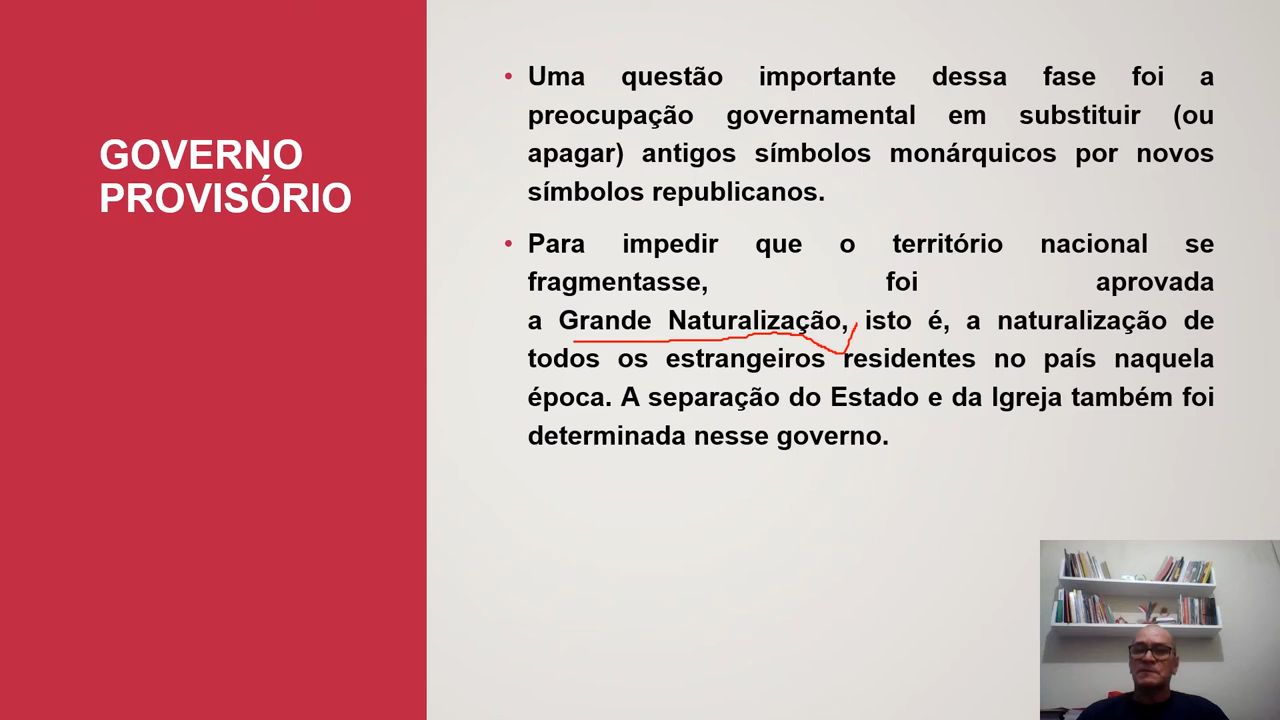 GOVERNO
PROVISÓRIO
• Uma questão importante dessa fase foi a
preocupação governamental em substituir (ou
apagar) antigos símbolos monárquicos por novos
símbolos republicanos.
• Para impedir que o território nacional se
fragmentasse, foi aprovada
a Grande Naturalização, isto é, a naturalização de
todos os estrangeiros residentes no país naquela
época. A separação do Estado e da Igreja também foi
determinada nesse governo.